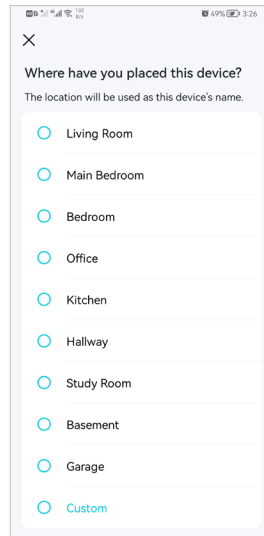 132
B/s
49% 3:26
Where have you placed this device?
The location will be used as this device's name.
Living Room
Main Bedroom
Bedroom
Office
Kitchen
Hallway
Study Room
Basement
Garage
Custom